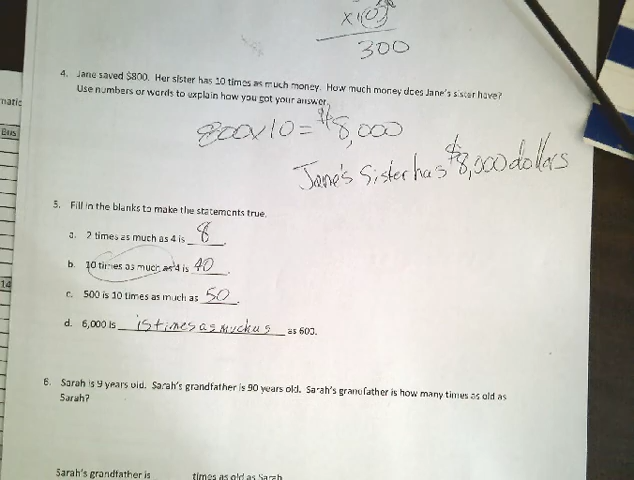 x 10
300
4. Jane saved $800. Her sister has 10 times as much money. How much money does Jane's sister have?
Use numbers or words to explain how you got your answer.
800x10=$8,000
Jane's Sister has $8,000 dollars
5. Fill in the blanks to make the statements true.
a. 2 times as much as 4 is 8.
b. 10 times as much as 4 is 40.
c. 500 is 10 times as much as 50.
d. 6,000 is is times as much as as 600.
6. Sarah is 9 years old. Sarah's grandfather is 90 years old. Sarah's grandfather is how many times as old as
Sarah?
Sarah's grandfather is times as old as Sarah